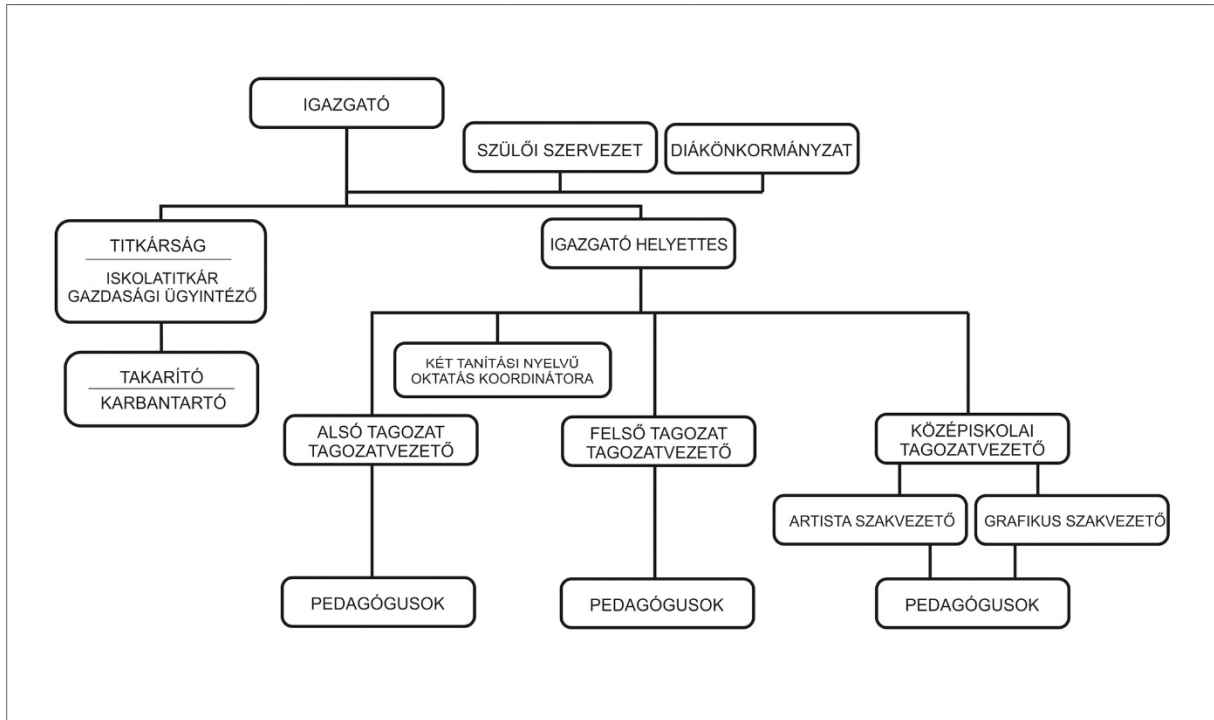 IGAZGATÓ
SZÜLŐI SZERVEZET
DIÁKÖNKORMÁNYZAT
TITKÁRSÁG
ISKOLATITKÁR
GAZDASÁGI ÜGYINTÉZŐ
IGAZGATÓ HELYETTES
TAKARÍTÓ
KARBANTARTÓ
KÉT TANÍTÁSI NYELVŰ
OKTATÁS KOORDINÁTORA
ALSÓ TAGOZAT
TAGOZATVEZETŐ
FELSŐ TAGOZAT
TAGOZATVEZETŐ
KÖZÉPISKOLAI
TAGOZATVEZETŐ
ARTISTA SZAKVEZETŐ
GRAFIKUS SZAKVEZETŐ
PEDAGÓGUSOK
PEDAGÓGUSOK
PEDAGÓGUSOK